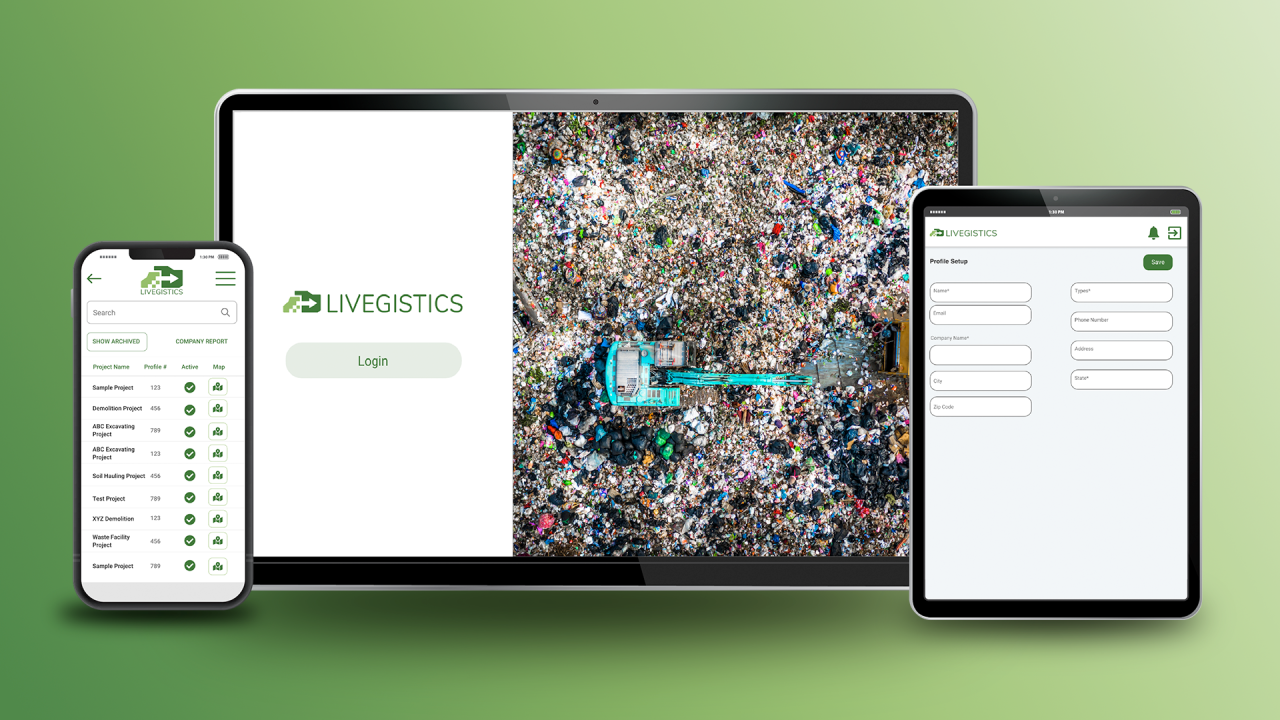 1:30 PM
LIVEGISTICS
Search
SHOW ARCHIVED COMPANY REPORT
Project Name Profile # Active Map
Sample Project 123
Demolition Project 456
ABC Excavating
Project 789
ABC Excavating
Project 123
Soil Hauling Project 456
Test Project 789
XYZ Demolition 123
Waste Facility
Project 456
Sample Project 789
LIVEGISTICS
Login
1:30 PM
LIVEGISTICS
Profile Setup Save
Name* Types*
Email Phone Number
Company Name*
Address
City State*
Zip Code